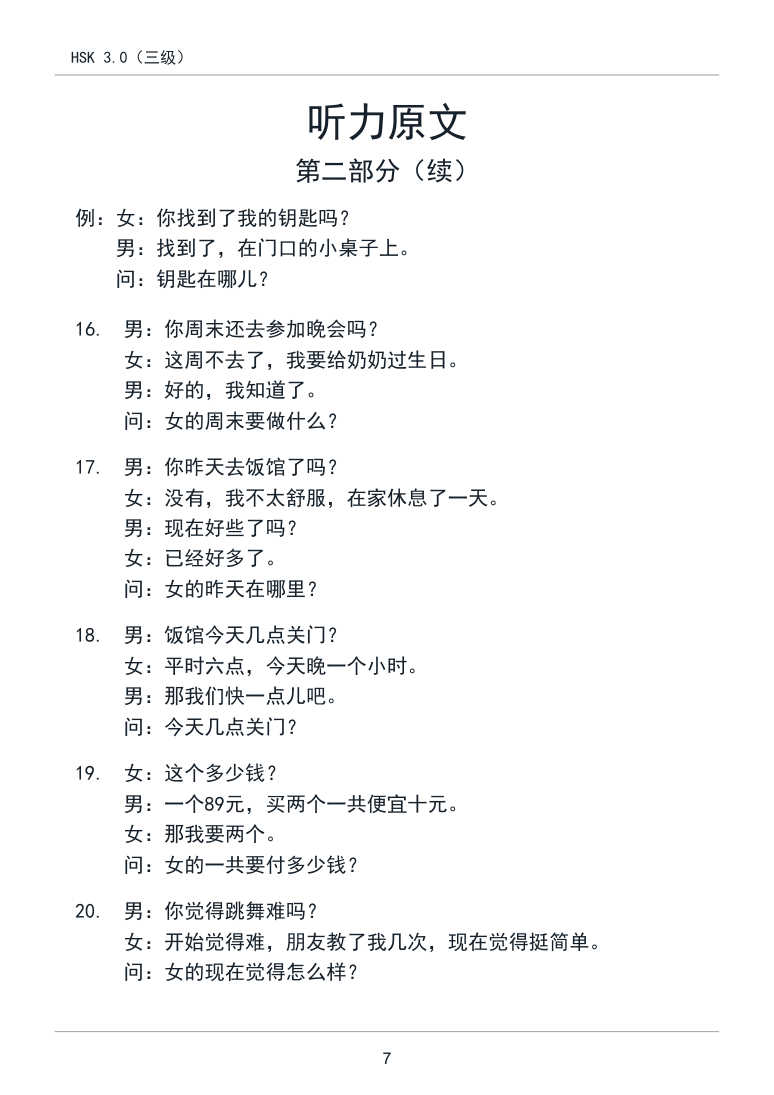 HSK 3.0（三级）
听力原文
第二部分（续）
例：女：你找到了我的钥匙吗？
男：找到了，在门口的小桌子上。
问：钥匙在哪儿？
16. 男：你周末还去参加晚会吗？
女：这周不去了，我要给奶奶过生日。
男：好的，我知道了。
问：女的周末要做什么？
17. 男：你昨天去饭馆了吗？
女：没有，我不太舒服，在家休息了一天。
男：现在好些了吗？
女：已经好多了。
问：女的昨天在哪里？
18. 男：饭馆今天几点关门？
女：平时六点，今天晚一个小时。
男：那我们快一点儿吧。
问：今天几点关门？
19. 女：这个多少钱？
男：一个89元，买两个一共便宜十元。
女：那我要两个。
问：女的一共要付多少钱？
20. 男：你觉得跳舞难吗？
女：开始觉得难，朋友教了我几次，现在觉得挺简单。
问：女的现在觉得怎么样？
7